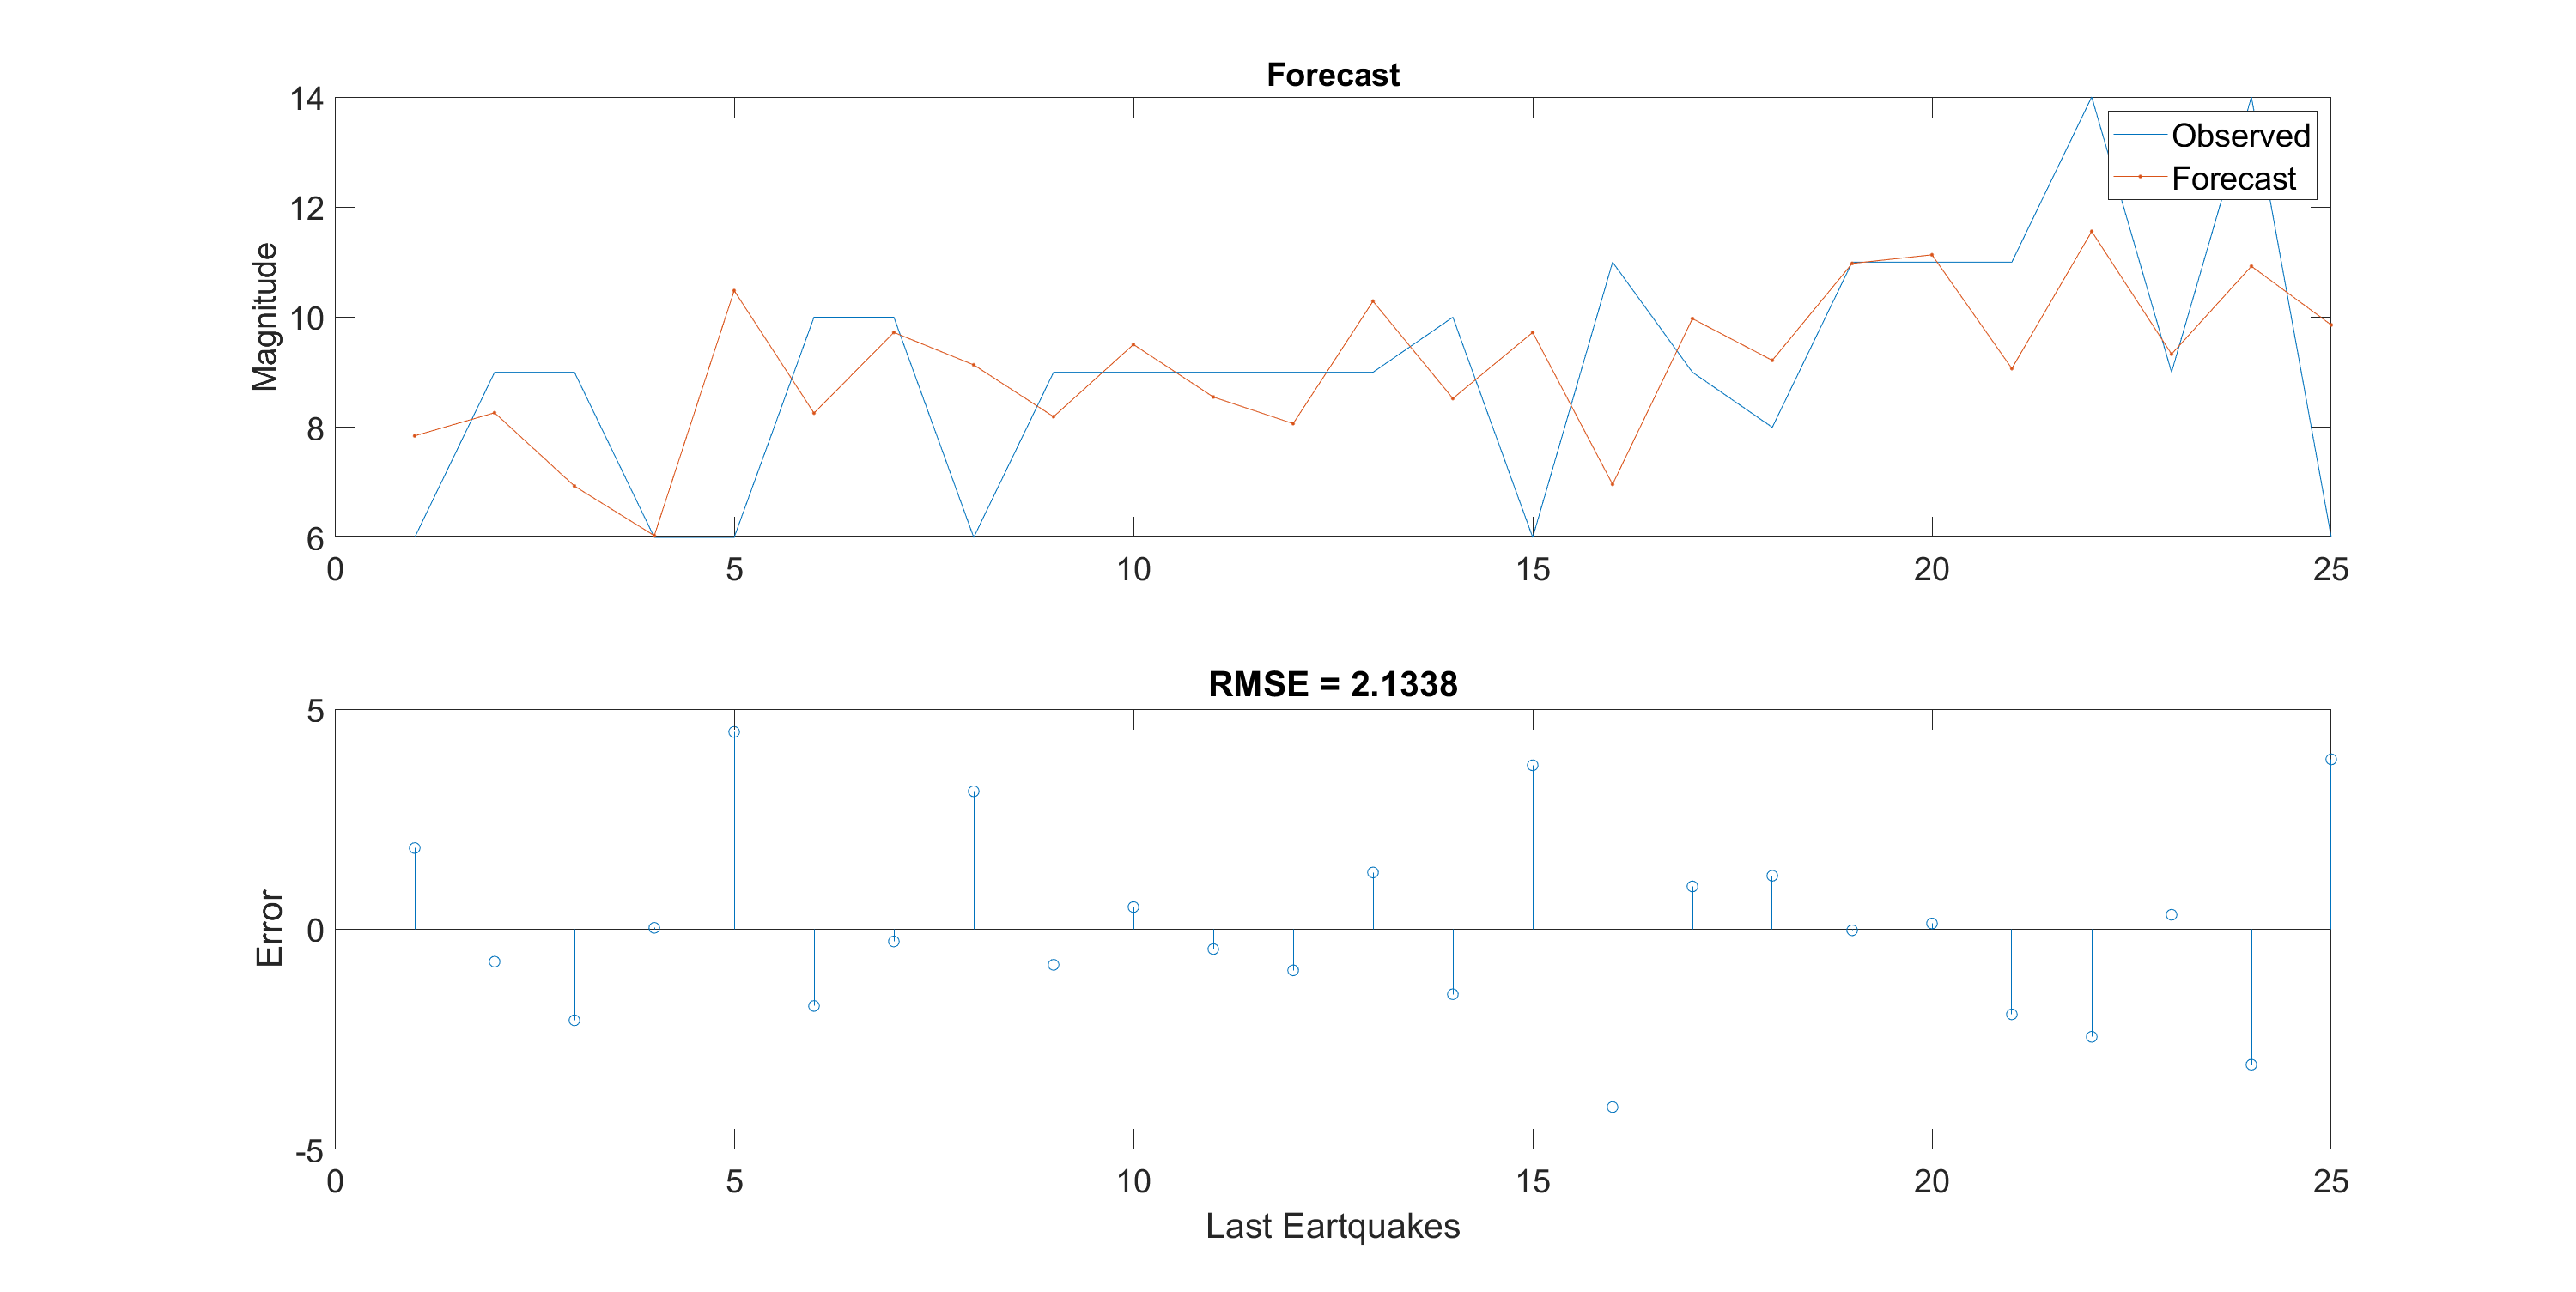 Forecast
14
12
10
8
6
Magnitude
Observed
Forecast
0 5 10 15 20 25
RMSE = 2.1338
5
0
-5
Error
0 5 10 15 20 25
Last Eartquakes